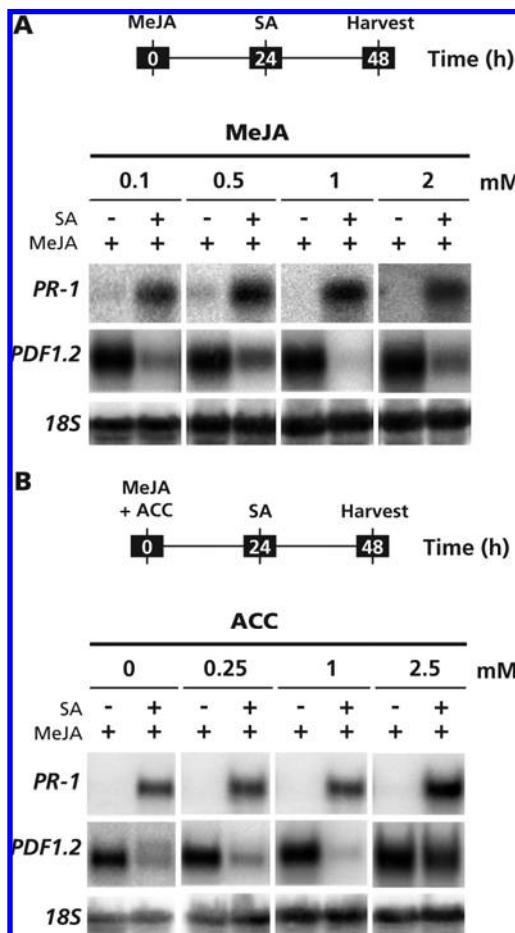 A
MeJA SA Harvest
0 24 48 Time (h)
MeJA
0.1 0.5 1 2 mM
SA - + - + - + - +
MeJA + + + + + + + +
PR-1
PDF1.2
18S
B
MeJA
+ ACC SA Harvest
0 24 48 Time (h)
ACC
0 0.25 1 2.5 mM
SA - + - + - + - +
MeJA + + + + + + + +
PR-1
PDF1.2
18S